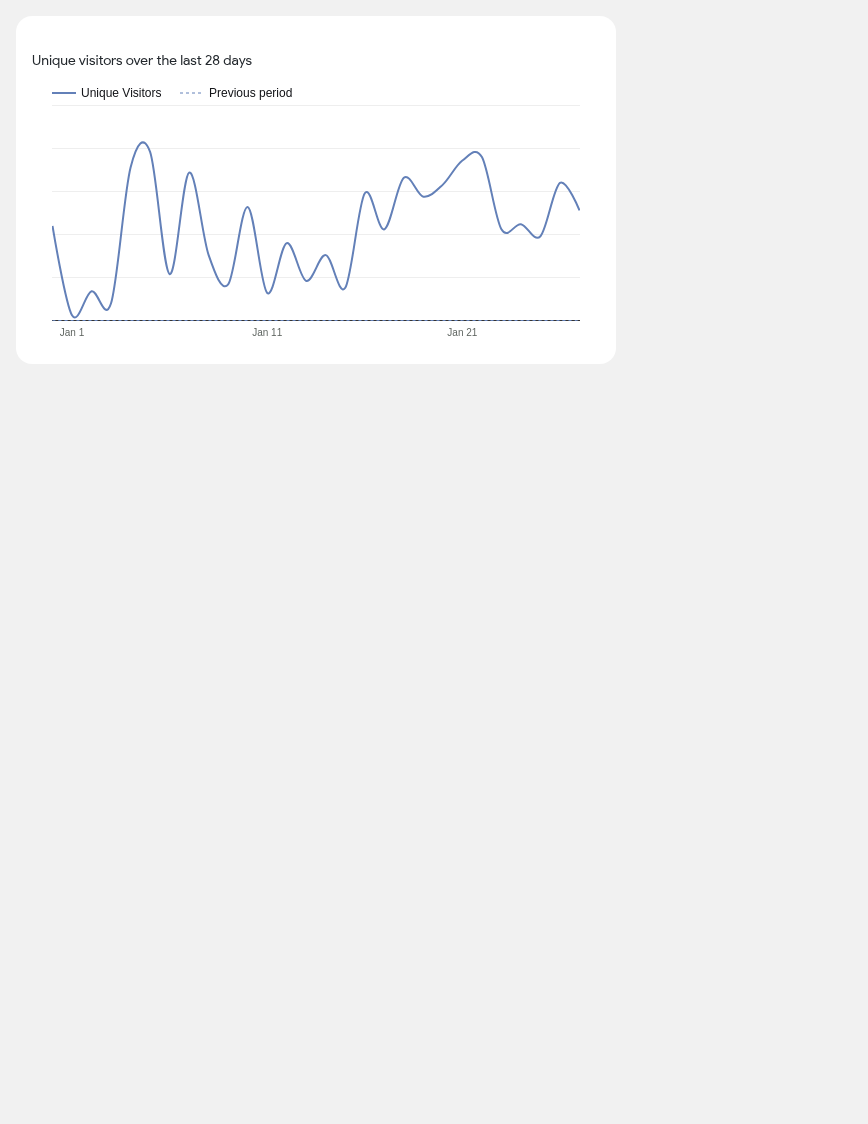 Unique visitors over the last 28 days
Unique Visitors Previous period
Jan 1 Jan 11 Jan 21